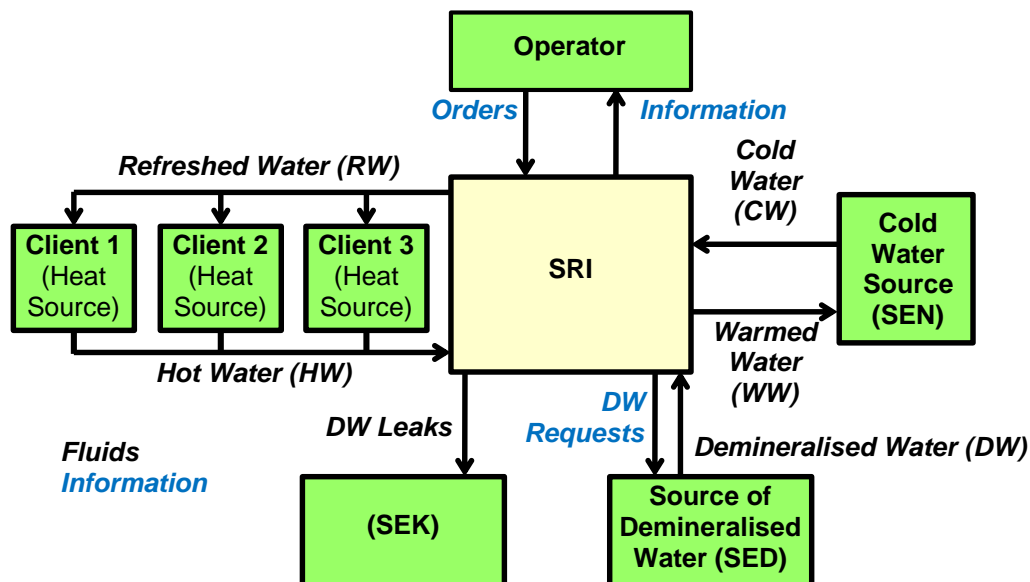 Operator
Orders
Information
Refreshed Water (RW)
Cold
Water
(CW)
Client 1
(Heat
Source)
Client 2
(Heat
Source)
Client 3
(Heat
Source)
SRI
Cold
Water
Source
(SEN)
Hot Water (HW)
Warmed
Water
(WW)
DW Leaks
DW
Requests
Demineralised Water (DW)
Fluids
Information
(SEK)
Source of
Demineralised
Water (SED)